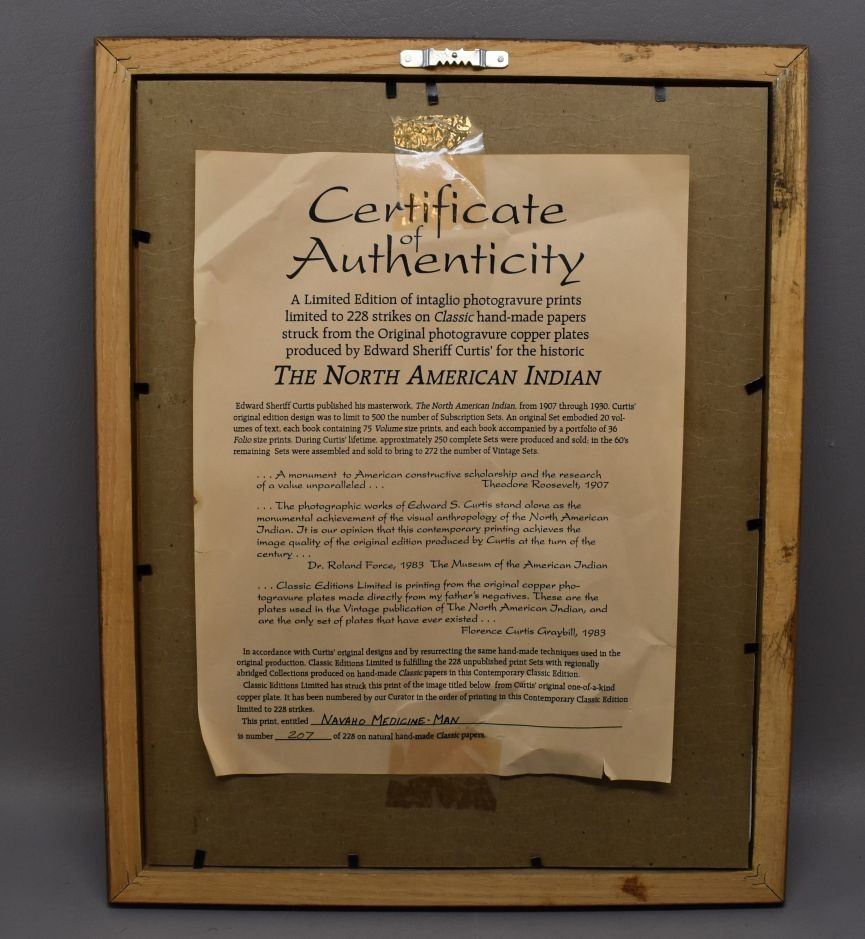 Certificate
of
Authenticity
A Limited Edition of intaglio photogravure prints
limited to 228 strikes on Classic hand-made papers
struck from the Original photogravure copper plates
produced by Edward Sheriff Curtis' for the historic
THE NORTH AMERICAN INDIAN
Edward Sheriff Curtis published his masterwork, The North American Indian, from 1907 through 1930. Curtis'
original edition design was to limit to 500 the number of Subscription Sets. An original Set embodied 20 vol-
umes of text, each book containing 75 Volume size prints, and each book accompanied by a portfolio of 36
Folio size prints. During Curtis' lifetime, approximately 250 complete Sets were produced and sold; in the 60's
remaining Sets were assembled and sold to bring to 272 the number of Vintage Sets.
. . . A monument to American constructive scholarship and the research
of a value unparalleled . . . Theodore Roosevelt, 1907
. . . The photographic works of Edward S. Curtis stand alone as the
monumental achievement of the visual anthropology of the North American
Indian. It is our opinion that this contemporary printing achieves the
image quality of the original edition produced by Curtis at the turn of the
century . . .
Dr. Roland Force, 1983 The Museum of the American Indian
. . . Classic Editions Limited is printing from the original copper pho-
togravure plates made directly from my father's negatives. These are the
plates used in the Vintage publication of The North American Indian, and
are the only set of plates that have ever existed . . .
Florence Curtis Graybill, 1983
In accordance with Curtis' original designs and by resurrecting the same hand-made techniques used in the
original production. Classic Editions Limited is fulfilling the 228 unpublished print Sets with regionally
abridged Collections produced on hand-made Classic papers in this Contemporary Classic Edition.
Classic Editions Limited has struck this print of the image titled below from Curtis' original one-of-a-kind
copper plate. It has been numbered by our Curator in the order of printing in this Contemporary Classic Edition
limited to 228 strikes.
This print, entitled NAVAHO MEDICINE-MAN
is number 207 of 228 on natural hand-made Classic papers.